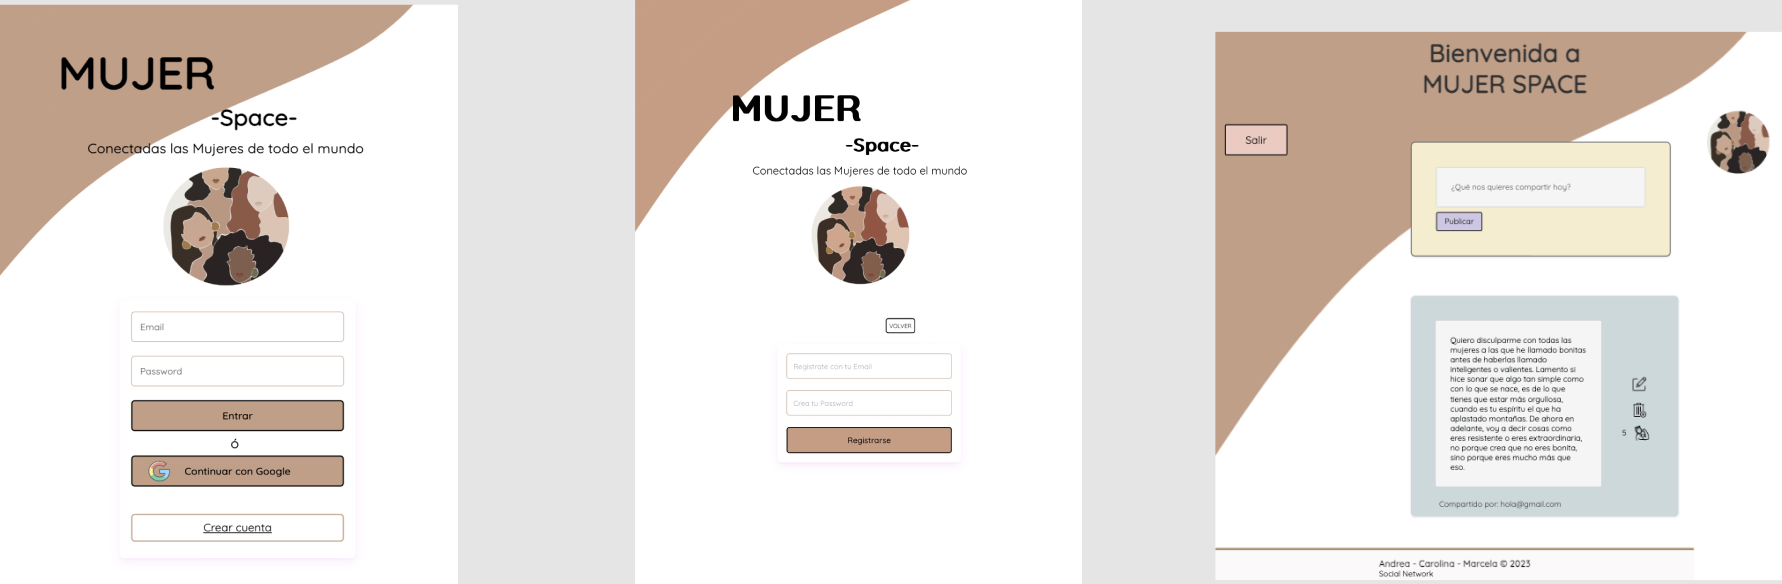 MUJER
-Space-
Conectadas las Mujeres de todo el mundo
Email
Password
Entrar
ó
Continuar con Google
Crear cuenta
MUJER
-Space-
Conectadas las Mujeres de todo el mundo
VOLVER
Registrate con tu Email
Crea tu Password
Registrarse
Bienvenida a
MUJER SPACE
Salir
¿Qué nos quieres compartir hoy?
Publicar
Quiero disculparme con todas las
mujeres a las que he llamado bonitas
antes de haberlas llamado
inteligentes o valientes. Lamento si
hice sonar que algo tan simple como
con lo que se nace, es de lo que
tienes que estar más orgullosa,
cuando es tu espíritu el que ha
aplastado montañas. De ahora en
adelante, voy a decir cosas como
eres resistente o eres extraordinaria,
no porque crea que no eres bonita,
sino porque eres mucho más que
eso.
5
Compartido por: hola@gmail.com
Andrea - Carolina - Marcela © 2023
Social Network